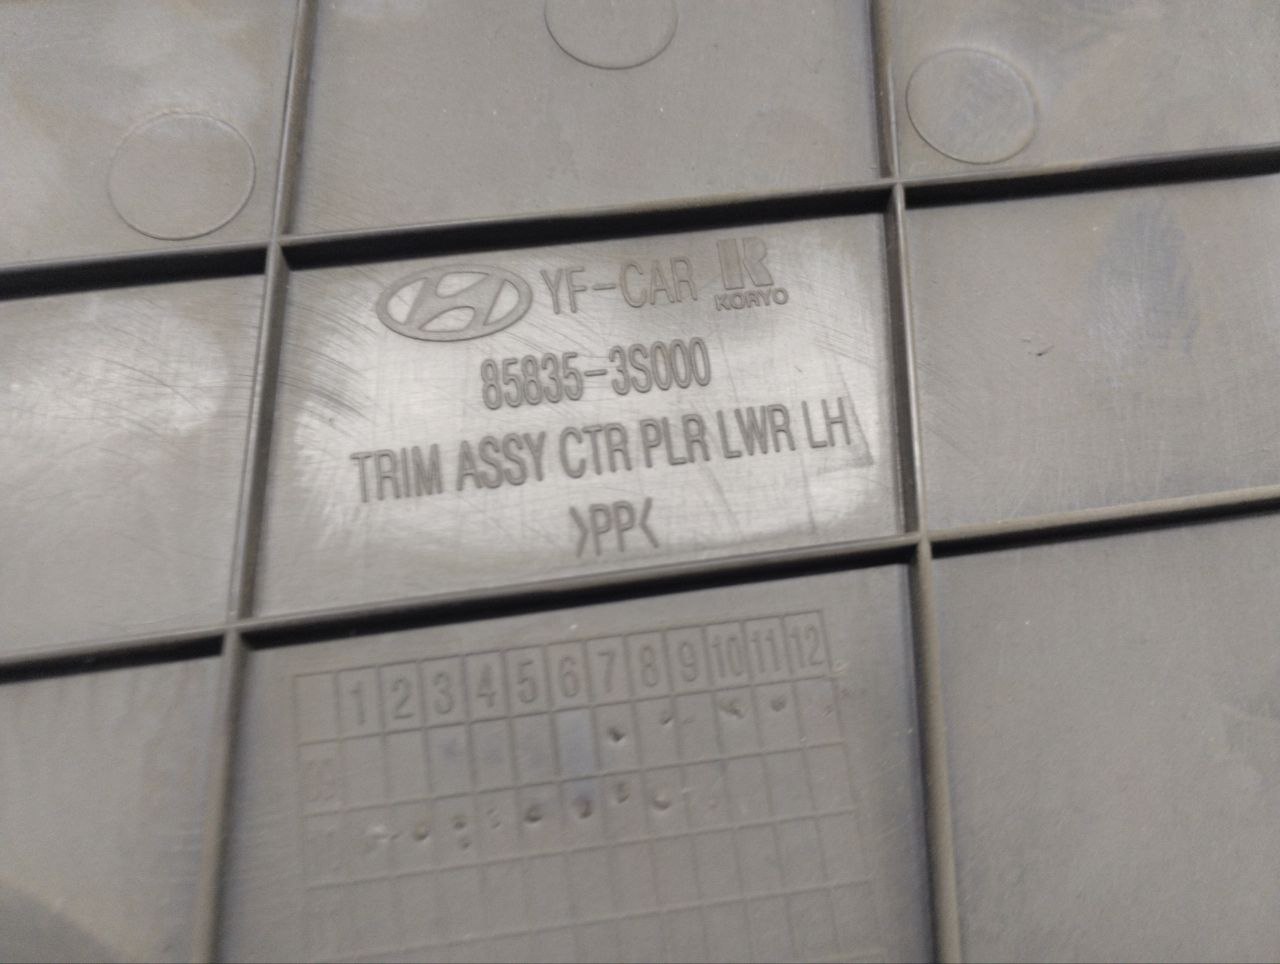 YF-CAR KORYO
85835-3S000
TRIM ASSY CTR PLR LWR LH
>PP<
1 2 3 4 5 6 7 8 9 10 11 12
09